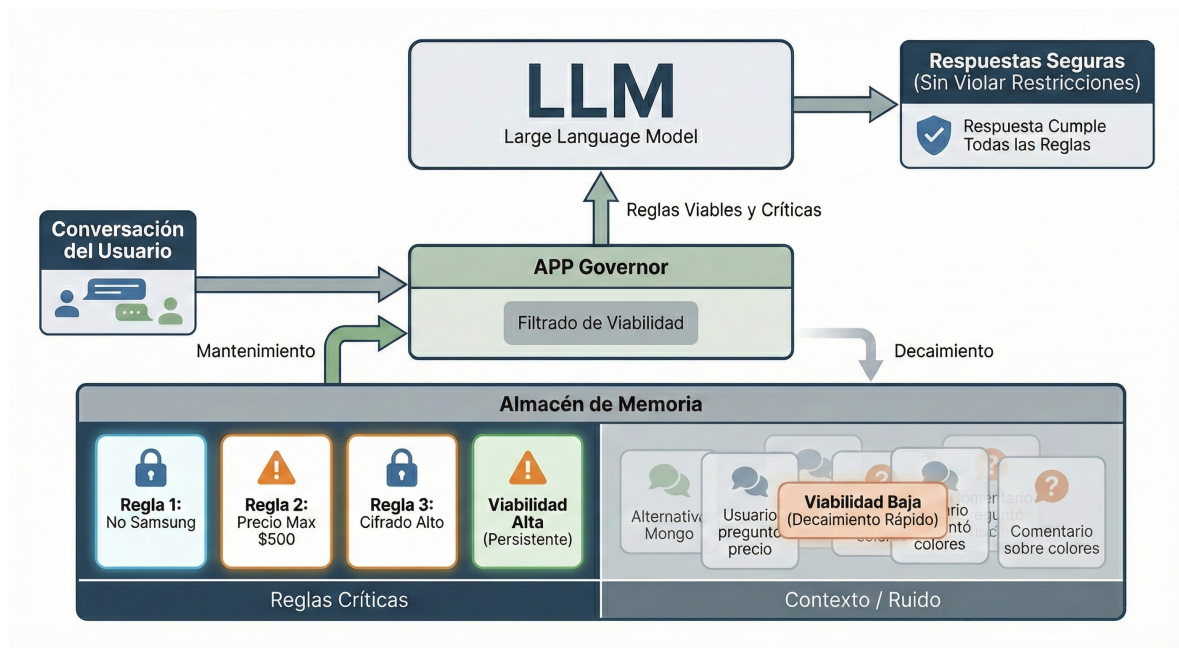 LLM
Large Language Model
Respuestas Seguras
(Sin Violar Restricciones)
Respuesta Cumple
Todas las Reglas
Reglas Viables y Críticas
Conversación
del Usuario
APP Governor
Filtrado de Viabilidad
Mantenimiento
Decaimiento
Almacén de Memoria
Regla 1:
No Samsung
Regla 2:
Precio Max
$500
Regla 3:
Cifrado Alto
Viabilidad
Alta
(Persistente)
Alternativa
Mongo
Usuario
preguntó
precio
Viabilidad Baja
(Decaimiento Rápido)
colores
Comentario
sobre colores
Reglas Críticas
Contexto / Ruido